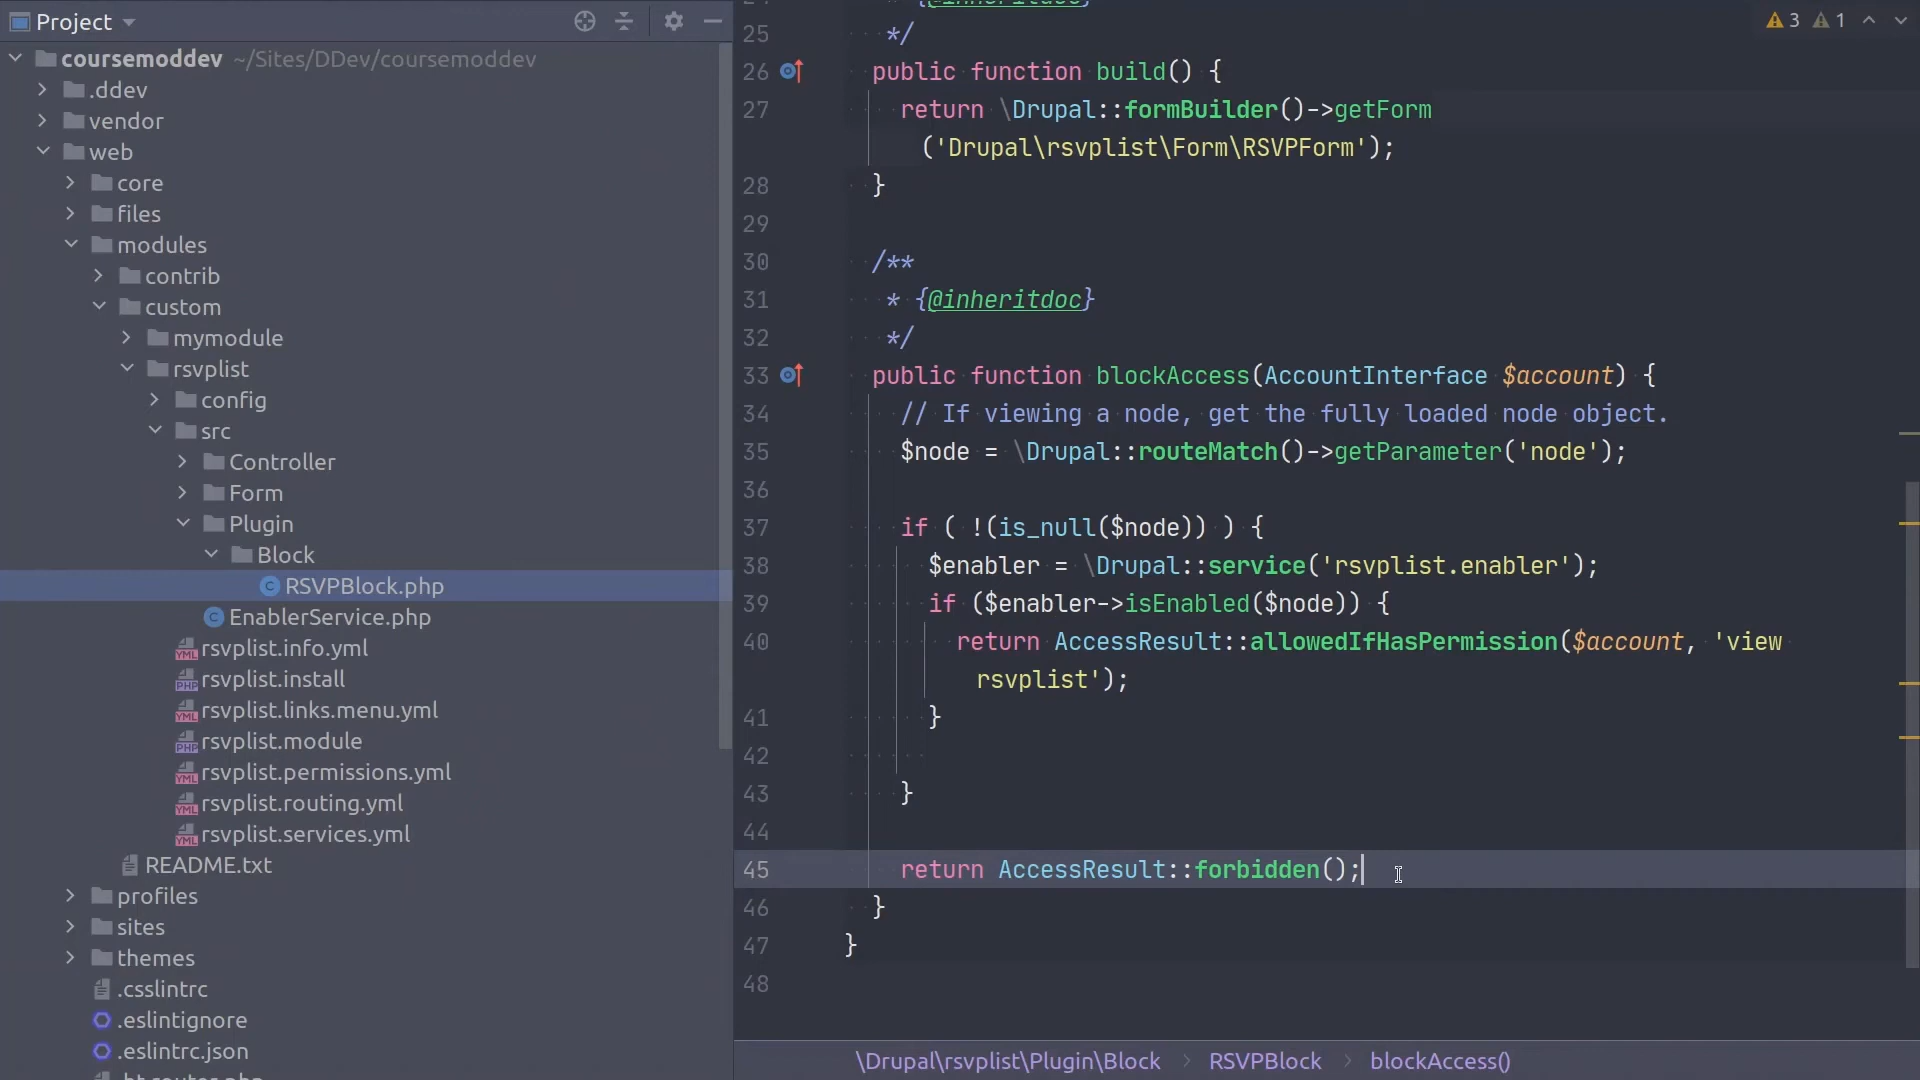 Project
coursemoddev ~/Sites/DDev/coursemoddev
.ddev
vendor
web
core
files
modules
contrib
custom
mymodule
rsvplist
config
src
Controller
Form
Plugin
Block
RSVPBlock.php
EnablerService.php
rsvplist.info.yml
rsvplist.install
rsvplist.links.menu.yml
rsvplist.module
rsvplist.permissions.yml
rsvplist.routing.yml
rsvplist.services.yml
README.txt
profiles
sites
themes
.csslintrc
.eslintignore
.eslintrc.json
3 1
25 */
26 public function build() {
27 return \Drupal::formBuilder()->getForm
('Drupal\rsvplist\Form\RSVPForm');
28 }
29
30 /**
31 * {@inheritdoc}
32 */
33 public function blockAccess(AccountInterface $account) {
34 // If viewing a node, get the fully loaded node object.
35 $node = \Drupal::routeMatch()->getParameter('node');
36
37 if ( !(is_null($node)) ) {
38 $enabler = \Drupal::service('rsvplist.enabler');
39 if ($enabler->isEnabled($node)) {
40 return AccessResult::allowedIfHasPermission($account, 'view
rsvplist');
41 }
42
43 }
44
45 return AccessResult::forbidden();
46 }
47 }
48
\Drupal\rsvplist\Plugin\Block > RSVPBlock > blockAccess()